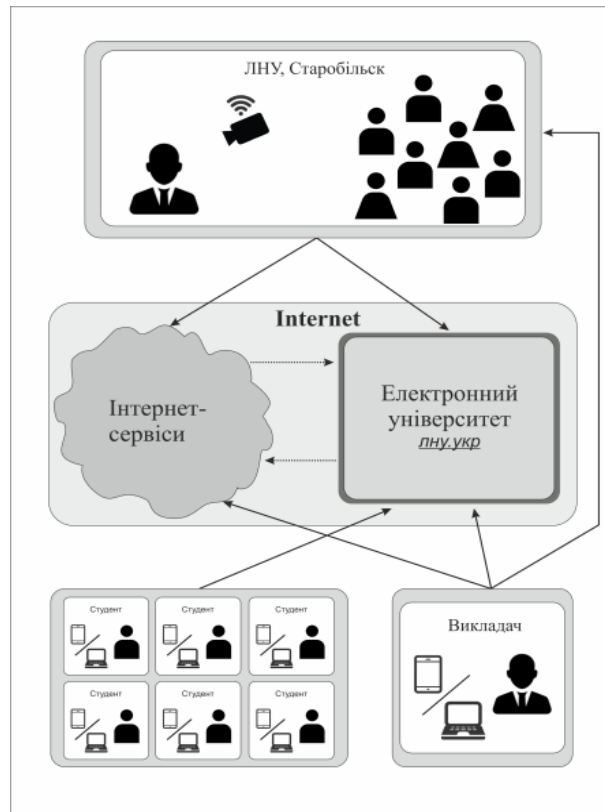 ЛНУ, Старобільск
Internet
Інтернет-
сервіси
Електронний
університет
лну.укр
Студент
Студент
Студент
Студент
Студент
Студент
Викладач